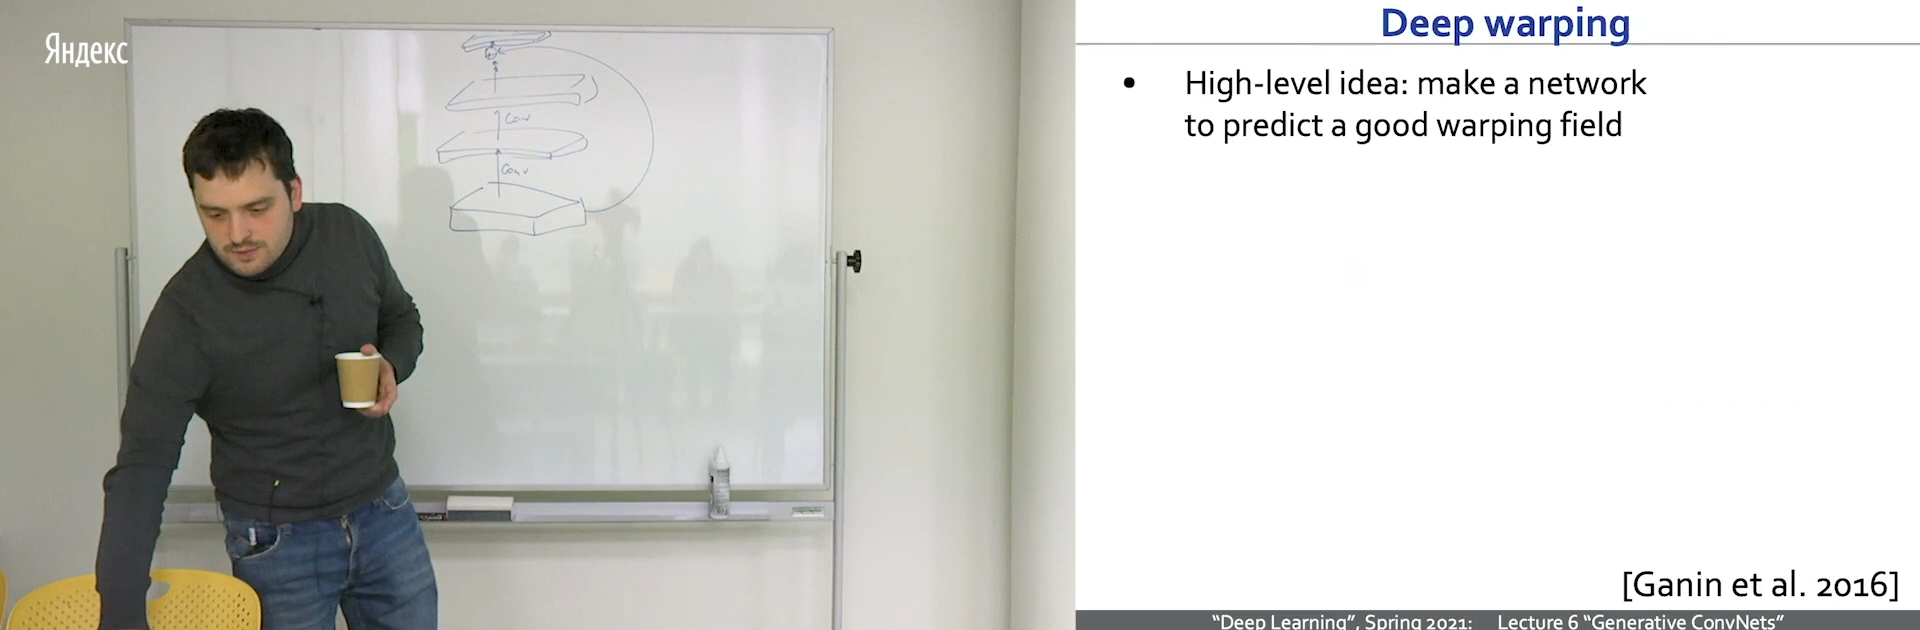 Яндекс
Conv
Conv
Deep warping
• High-level idea: make a network
to predict a good warping field
[Ganin et al. 2016]
“Deep Learning”, Spring 2021: Lecture 6 “Generative ConvNets”